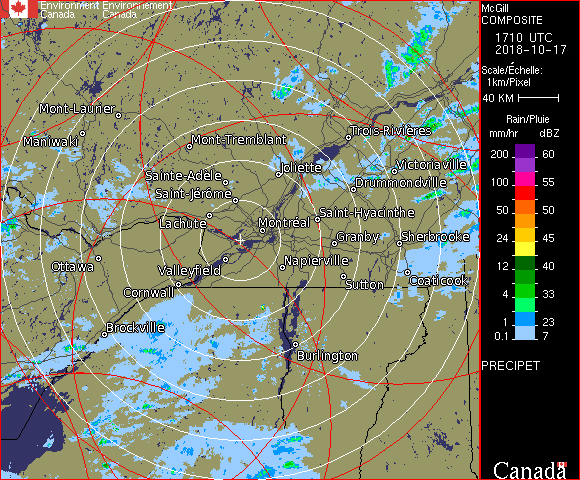 Environment Environnement
Canada Canada
McGill
COMPOSITE
1710 UTC
2018-10-17
Scale/Échelle:
1km/Pixel
40 KM
Rain/Pluie
mm/hr dBZ
200 60
100 55
50 50
24 45
12 40
4 33
1 23
0.1 7
PRECIPET
Canada
Mont-Laurier
Maniwaki
Mont-Tremblant
Trois-Rivières
Sainte-Adèle
Joliette
Victoriaville
Saint-Jérôme
Drummondville
Lachute
Montréal
Saint-Hyacinthe
Granby
Sherbrooke
Ottawa
Valleyfield
Napierville
Cornwall
Sutton
Coaticook
Brockville
Burlington